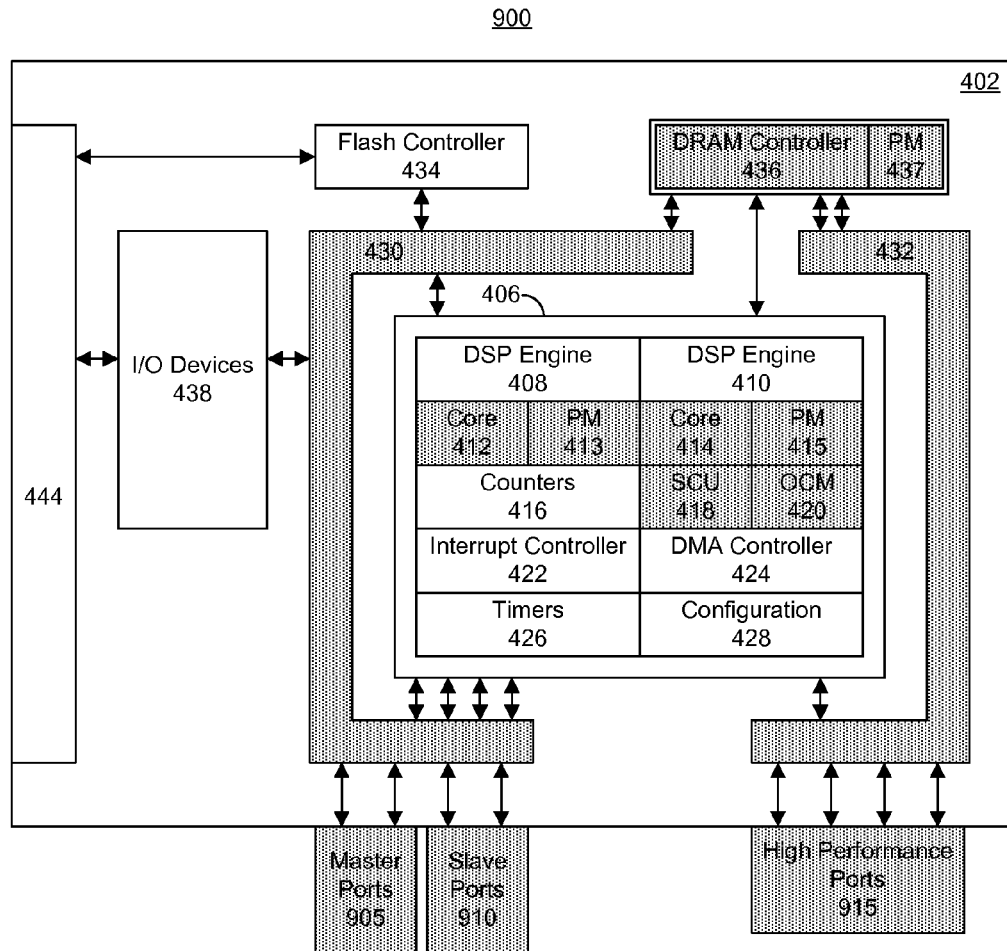 900
402
Flash Controller
434
DRAM Controller
436
PM
437
430
432
406
I/O Devices
438
444
DSP Engine
408
DSP Engine
410
Core
412
PM
413
Core
414
PM
415
Counters
416
SCU
418
OCM
420
Interrupt Controller
422
DMA Controller
424
Timers
426
Configuration
428
Master
Ports
905
Slave
Ports
910
High Performance
Ports
915